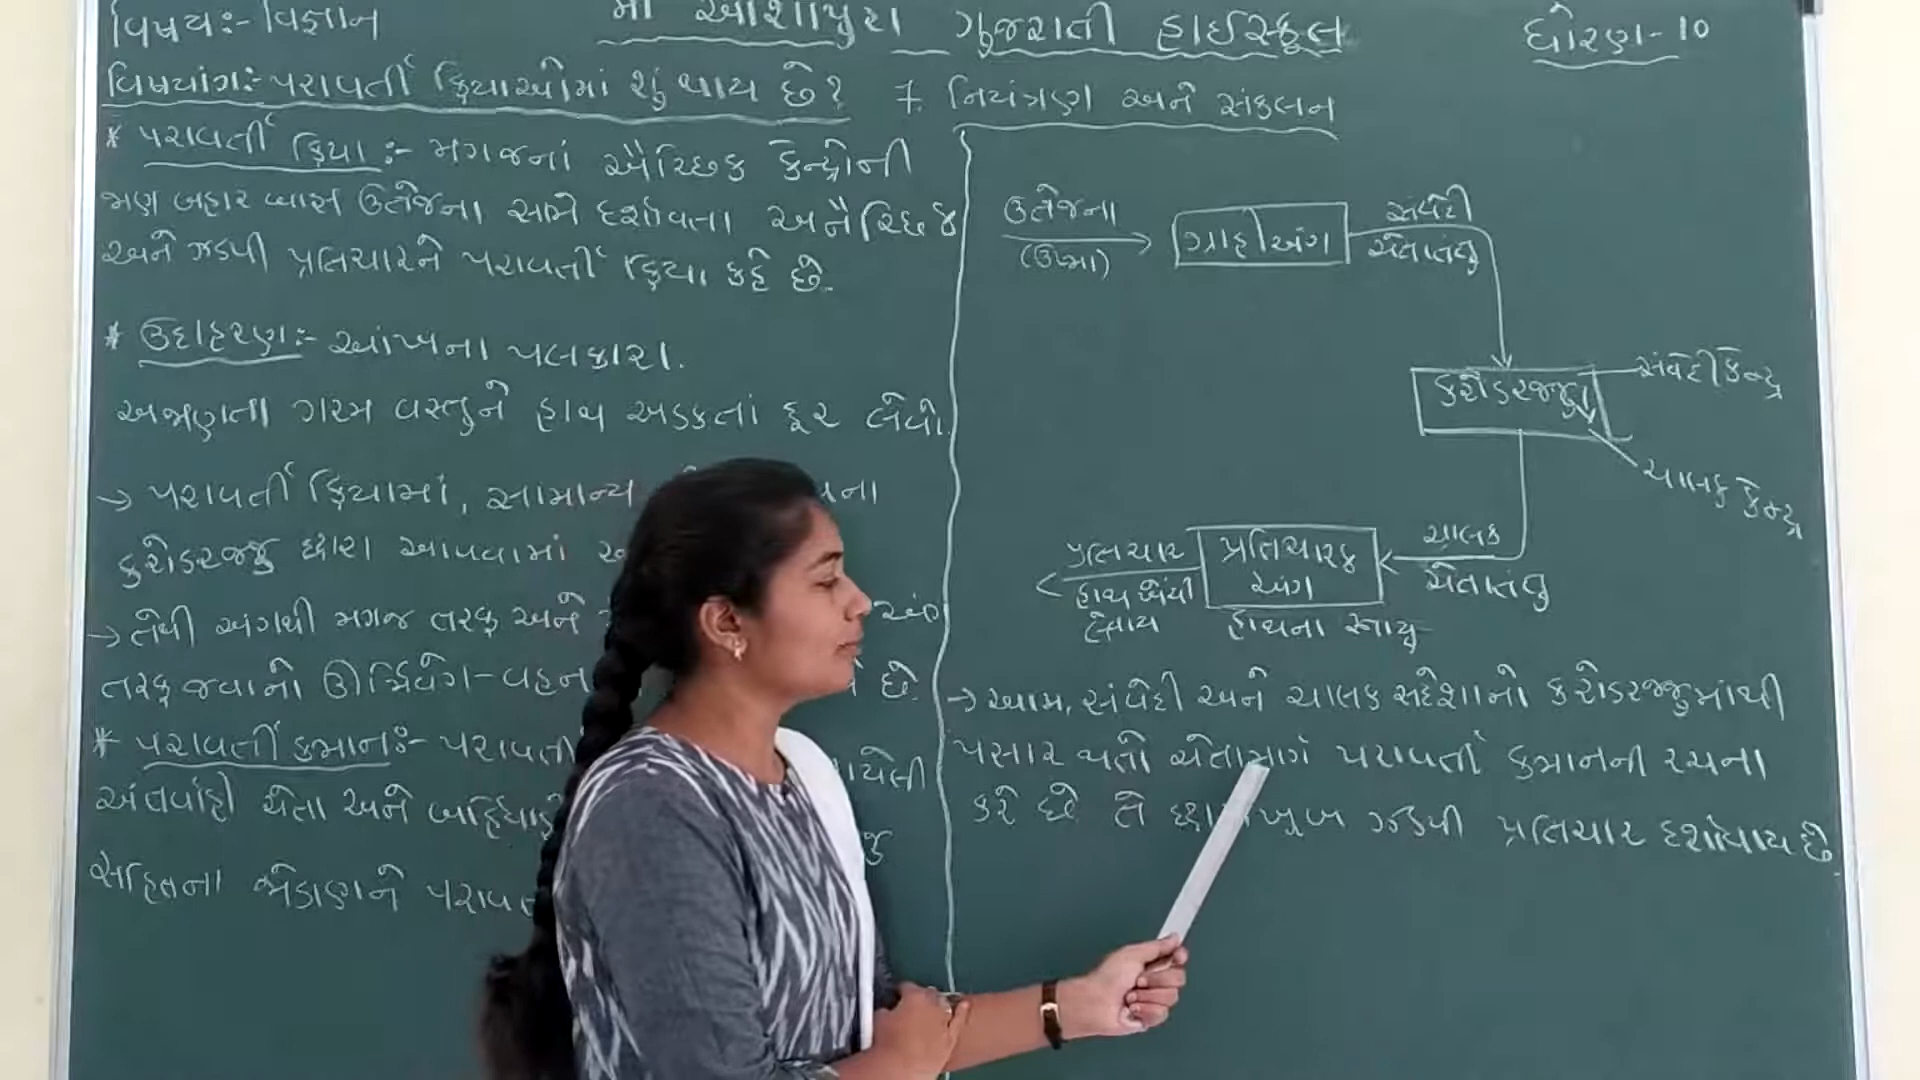 વિષય:- વિજ્ઞાન
માઁ આશાપુરા ગુજરાતી હાઈસ્કૂલ
ધોરણ-10
વિષયાંગ:- પરાવર્તી ક્રિયાઓમાં શું થાય છે?
7. નિયંત્રણ અને સંકલન
* પરાવર્તી ક્રિયા :- મગજનાં ઐચ્છિક કેન્દ્રોની
જાણ બહાર ઉત્તેજના સામે દર્શાવતા અનૈચ્છિક
અને ઝડપી પ્રતિચારને પરાવર્તી ક્રિયા કહે છે.
* ઉદાહરણ:- આંખના પલકારા.
અજાણતા ગરમ વસ્તુને હાથ અડકતાં દૂર લેવો.
→ પરાવર્તી ક્રિયામાં, સામાન્ય
કરોડરજ્જુ દ્વારા આપવામાં
→ તેથી અંગથી મગજ તરફ અને
તરફ જવાનો ઊર્મિવેગ-વહન છે.
* પરાવર્તી કમાન:- પરાવર્તી
અંતર્વાહી ચેતા અને
સહિતના જોડાણને
ઉત્તેજના
(ઉષ્મા)
ગ્રાહીઅંગ
સંવેદી
ચેતાતંતુ
કરોડરજ્જુ
સંવેદી કેન્દ્ર
ચાલક કેન્દ્ર
ચાલક
ચેતાતંતુ
પ્રતિચારક
અંગ
હાથના સ્નાયુ
પ્રતિચાર
હાથ ખેંચી
લેવાય
→ આમ, સંવેદી અને ચાલક સંદેશાનો કરોડરજ્જુમાંથી
પસાર થતો ચેતામાર્ગ પરાવર્તી કમાનની રચના
કરે છે તે ખૂબ ઝડપી પ્રતિચાર દર્શાવાય છે.